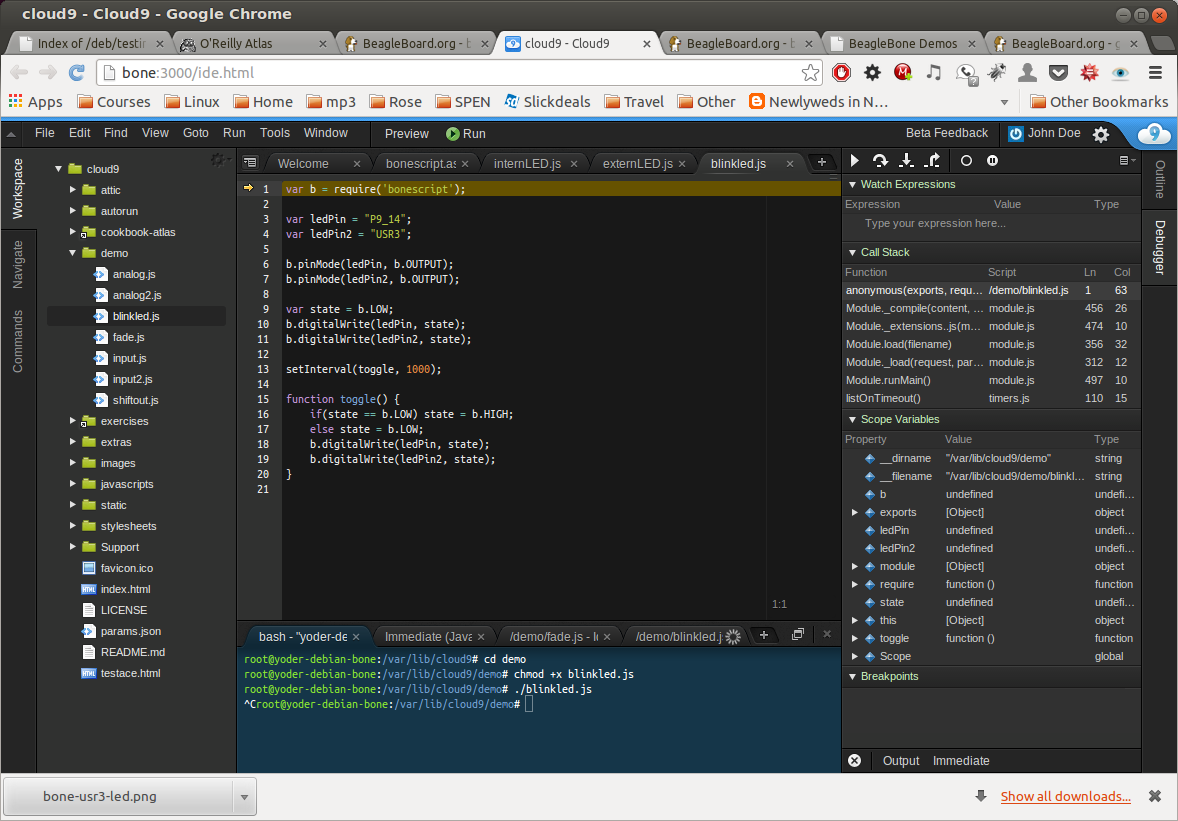 cloud9 - Cloud9 - Google Chrome
Index of /deb/testin
O'Reilly Atlas
BeagleBoard.org - b
cloud9 - Cloud9
BeagleBoard.org - b
BeagleBone Demos
BeagleBoard.org - g
bone:3000/ide.html
Apps Courses Linux Home mp3 Rose SPEN Slickdeals Travel Other Newlyweds in N... Other Bookmarks
File Edit Find View Goto Run Tools Window Preview Run Beta Feedback John Doe 9
Workspace
Navigate
Commands
cloud9
attic
autorun
cookbook-atlas
demo
analog.js
analog2.js
blinkled.js
fade.js
input.js
input2.js
shiftout.js
exercises
extras
images
javascripts
static
stylesheets
Support
favicon.ico
index.html
LICENSE
params.json
README.md
testace.html
Welcome bonescript.as internLED.js externLED.js blinkled.js
1 var b = require('bonescript');
2
3 var ledPin = "P9_14";
4 var ledPin2 = "USR3";
5
6 b.pinMode(ledPin, b.OUTPUT);
7 b.pinMode(ledPin2, b.OUTPUT);
8
9 var state = b.LOW;
10 b.digitalWrite(ledPin, state);
11 b.digitalWrite(ledPin2, state);
12
13 setInterval(toggle, 1000);
14
15 function toggle() {
16 if(state == b.LOW) state = b.HIGH;
17 else state = b.LOW;
18 b.digitalWrite(ledPin, state);
19 b.digitalWrite(ledPin2, state);
20 }
21
1:1
bash - "yoder-de Immediate (Java /demo/fade.js - Io /demo/blinked.j
root@yoder-debian-bone:/var/lib/cloud9# cd demo
root@yoder-debian-bone:/var/lib/cloud9/demo# chmod +x blinkled.js
root@yoder-debian-bone:/var/lib/cloud9/demo# ./blinkled.js
^Croot@yoder-debian-bone:/var/lib/cloud9/demo#
Watch Expressions
Expression Value Type
Type your expression here...
Call Stack
Function Script Ln Col
anonymous(exports, requ... /demo/blinkled.js 1 63
Module._compile(content, ... module.js 456 26
Module._extensions..js(m... module.js 474 10
Module.load(filename) module.js 356 32
Module._load(request, par... module.js 312 12
Module.runMain() module.js 497 10
listOnTimeout() timers.js 110 15
Scope Variables
Property Value Type
__dirname "/var/lib/cloud9/demo" string
__filename "/var/lib/cloud9/demo/blinkl... string
b undefined undefi...
exports [Object] object
ledPin undefined undefi...
ledPin2 undefined undefi...
module [Object] object
require function () function
state undefined undefi...
this [Object] object
toggle function () function
Scope global
Breakpoints
Output Immediate
Outline
Debugger
bone-usr3-led.png
Show all downloads...